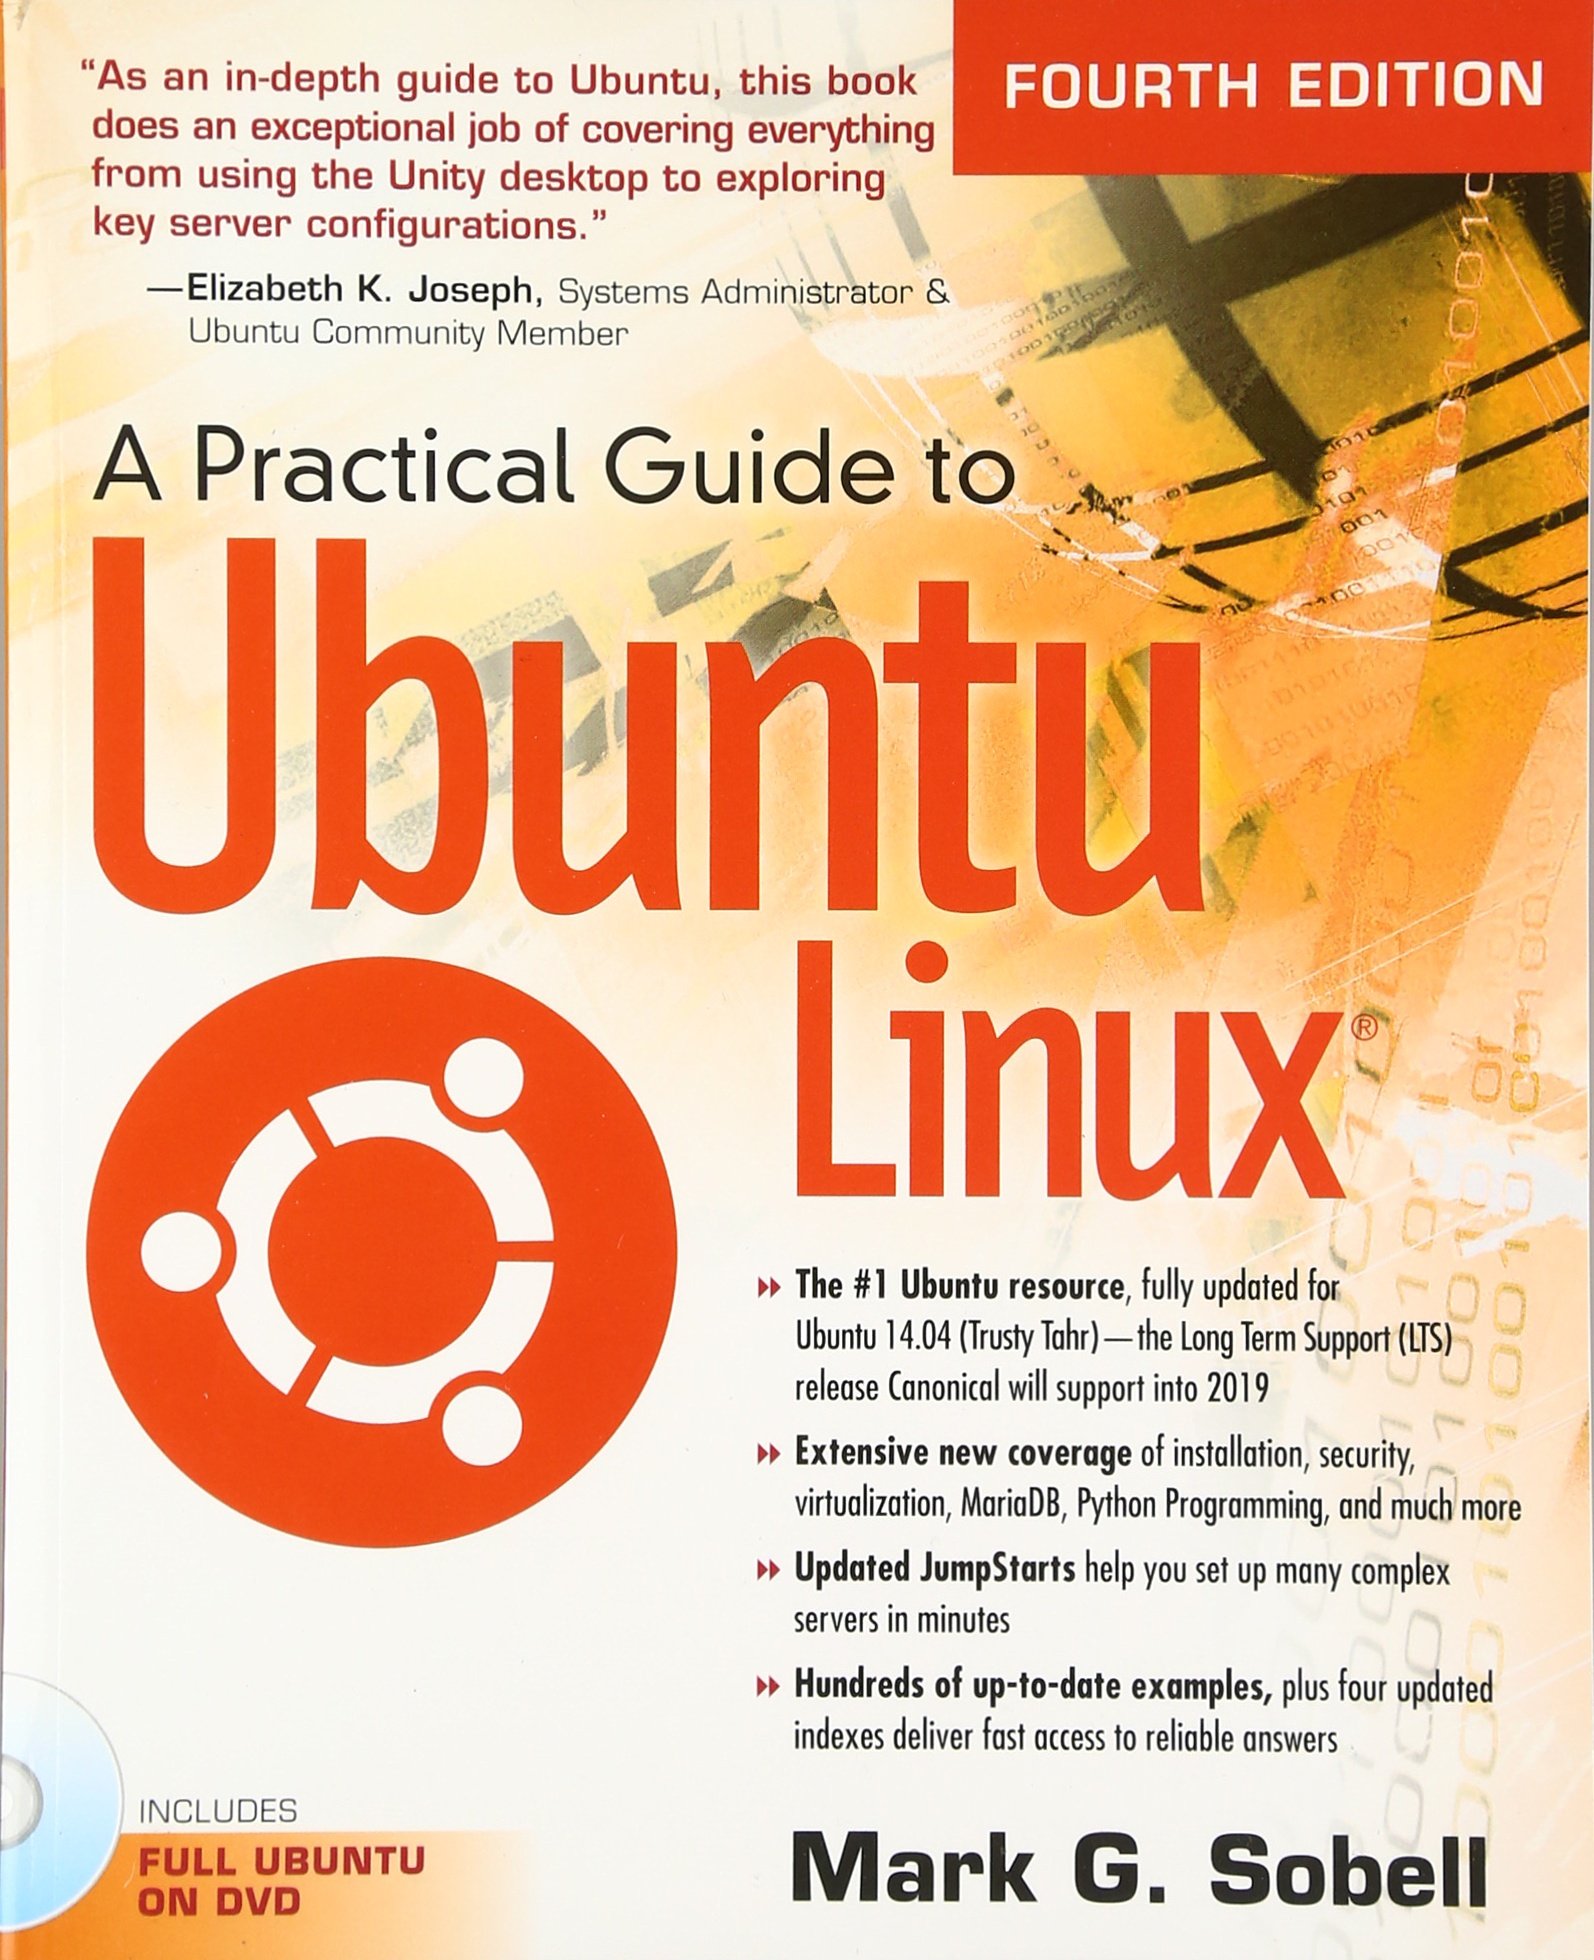 “As an in-depth guide to Ubuntu, this book
does an exceptional job of covering everything
from using the Unity desktop to exploring
key server configurations.”
—Elizabeth K. Joseph, Systems Administrator &
Ubuntu Community Member
FOURTH EDITION
A Practical Guide to
Ubuntu
Linux®
The #1 Ubuntu resource, fully updated for
Ubuntu 14.04 (Trusty Tahr)—the Long Term Support (LTS)
release Canonical will support into 2019
Extensive new coverage of installation, security,
virtualization, MariaDB, Python Programming, and much more
Updated JumpStarts help you set up many complex
servers in minutes
Hundreds of up-to-date examples, plus four updated
indexes deliver fast access to reliable answers
INCLUDES
FULL UBUNTU
ON DVD
Mark G. Sobell